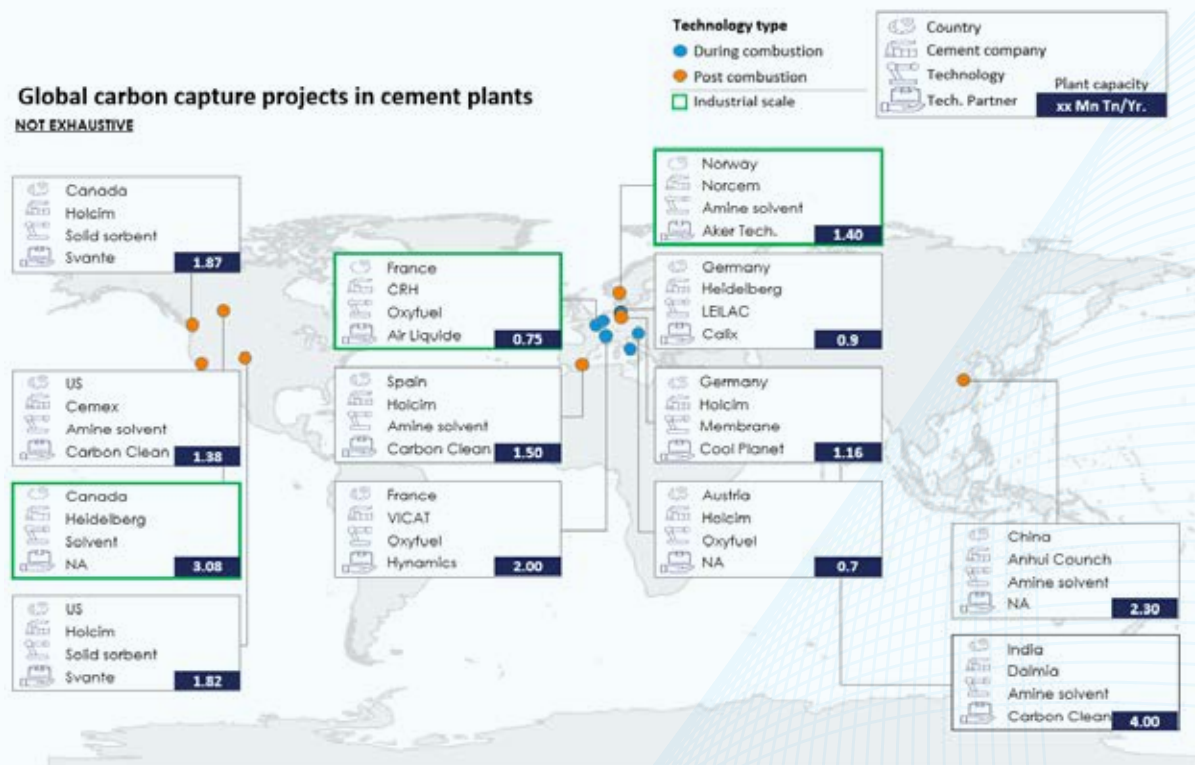 Technology type
During combustion
Post combustion
Industrial scale
Country
Cement company
Technology
Tech. Partner
Plant capacity
xx Mn Tn/Yr.
Global carbon capture projects in cement plants
NOT EXHAUSTIVE
Canada
Holcim
Solid sorbent
Svante
1.87
US
Cemex
Amine solvent
Carbon Clean
1.38
Canada
Heidelberg
Solvent
NA
3.08
US
Holcim
Solid sorbent
Svante
1.82
France
CRH
Oxyfuel
Air Liquide
0.75
Spain
Holcim
Amine solvent
Carbon Clean
1.50
France
VICAT
Oxyfuel
Hynamics
2.00
Norway
Norcem
Amine solvent
Aker Tech.
1.40
Germany
Heidelberg
LEILAC
Calix
0.9
Germany
Holcim
Membrane
Cool Planet
1.16
Austria
Holcim
Oxyfuel
NA
0.7
China
Anhui Counch
Amine solvent
NA
2.30
India
Dalmia
Amine solvent
Carbon Clean
4.00